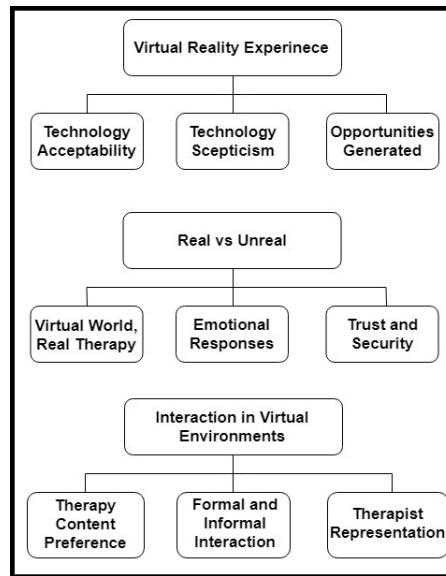 Virtual Reality Experinece
Technology
Acceptability
Technology
Scepticism
Opportunities
Generated
Real vs Unreal
Virtual World,
Real Therapy
Emotional
Responses
Trust and
Security
Interaction in Virtual
Environments
Therapy
Content
Preference
Formal and
Informal
Interaction
Therapist
Representation